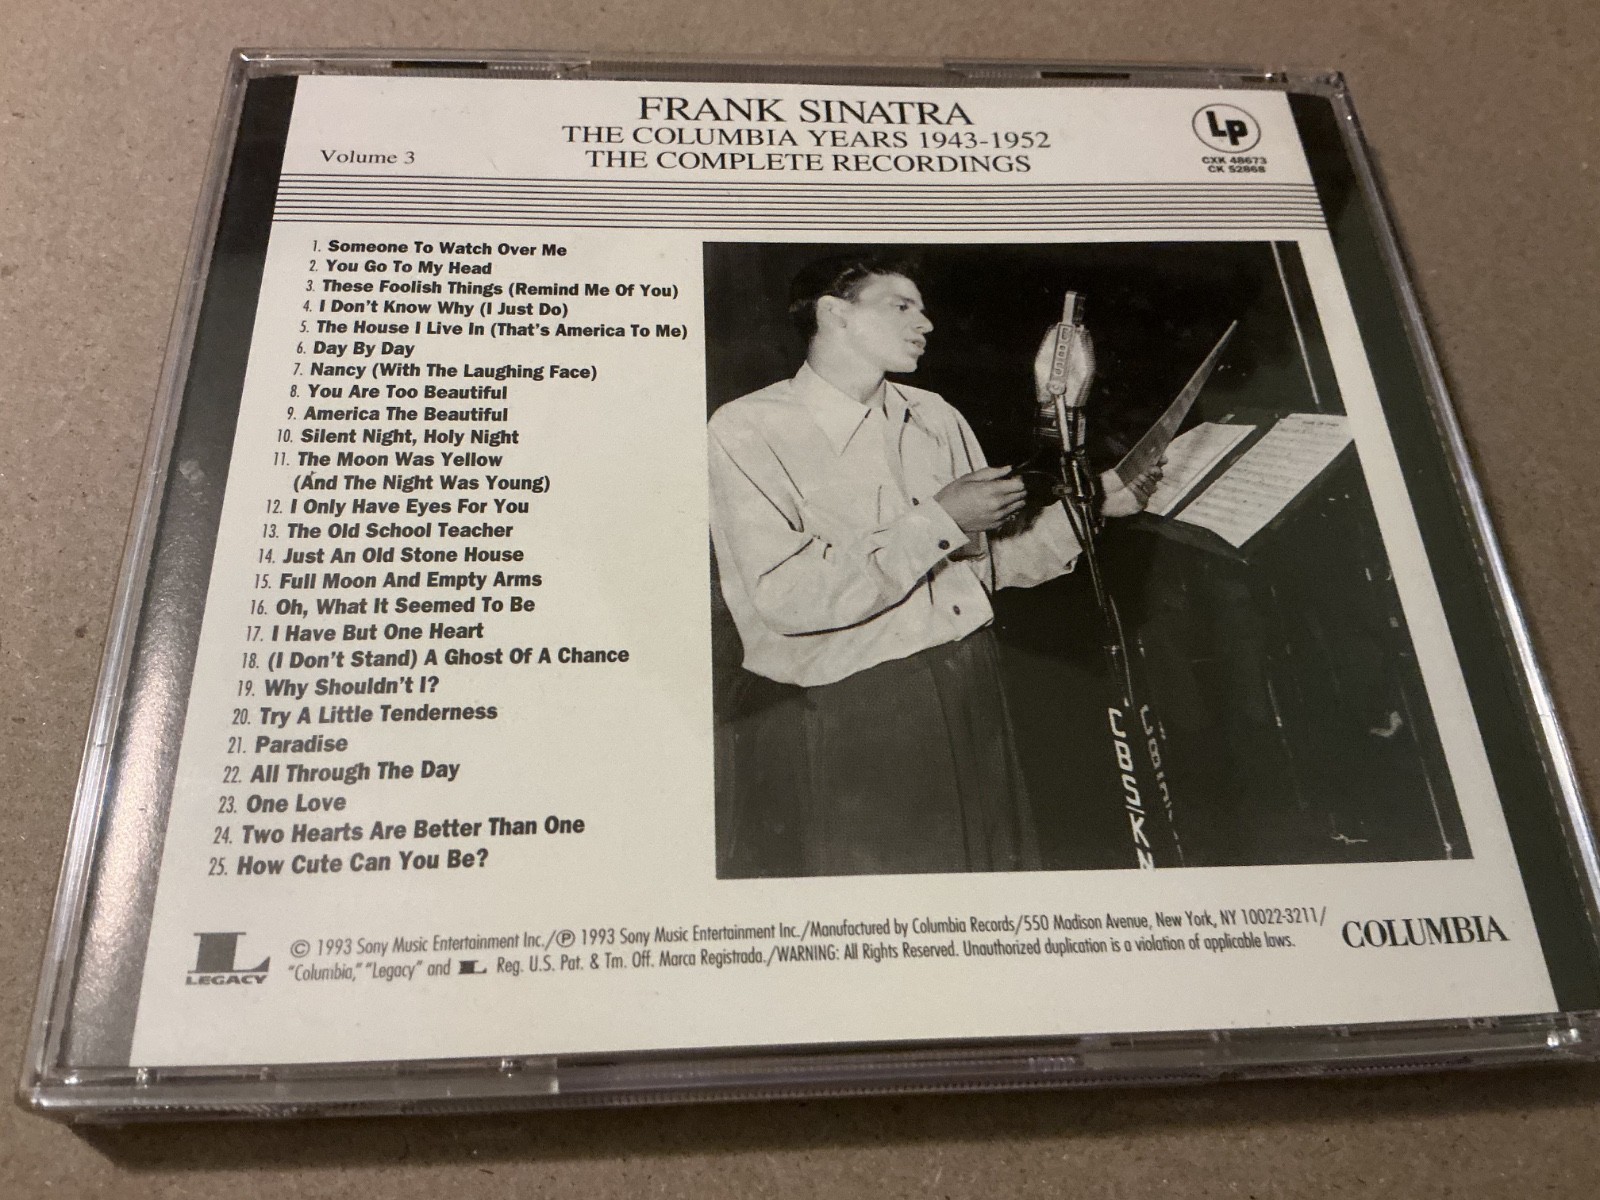 FRANK SINATRA
THE COLUMBIA YEARS 1943-1952
THE COMPLETE RECORDINGS
Volume 3
Lp
CXK 48673
CK 52868
1. Someone To Watch Over Me
2. You Go To My Head
3. These Foolish Things (Remind Me Of You)
4. I Don't Know Why (I Just Do)
5. The House I Live In (That's America To Me)
6. Day By Day
7. Nancy (With The Laughing Face)
8. You Are Too Beautiful
9. America The Beautiful
10. Silent Night, Holy Night
11. The Moon Was Yellow
(And The Night Was Young)
12. I Only Have Eyes For You
13. The Old School Teacher
14. Just An Old Stone House
15. Full Moon And Empty Arms
16. Oh, What It Seemed To Be
17. I Have But One Heart
18. (I Don't Stand) A Ghost Of A Chance
19. Why Shouldn't I?
20. Try A Little Tenderness
21. Paradise
22. All Through The Day
23. One Love
24. Two Hearts Are Better Than One
25. How Cute Can You Be?
L
LEGACY
© 1993 Sony Music Entertainment Inc./℗ 1993 Sony Music Entertainment Inc./Manufactured by Columbia Records/550 Madison Avenue, New York, NY 10022-3211/
"Columbia," "Legacy" and L Reg. U.S. Pat. & Tm. Off. Marca Registrada./WARNING: All Rights Reserved. Unauthorized duplication is a violation of applicable laws.
COLUMBIA